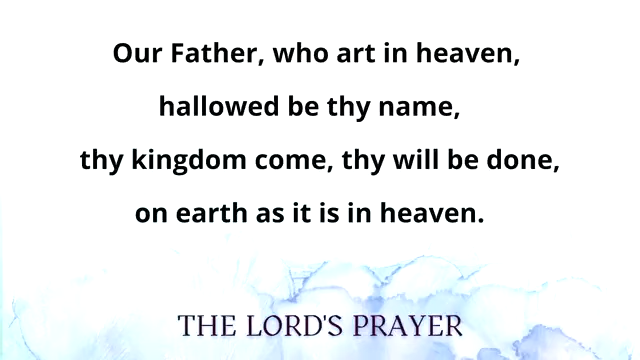 Our Father, who art in heaven,
hallowed be thy name,
thy kingdom come, thy will be done,
on earth as it is in heaven.
THE LORD'S PRAYER